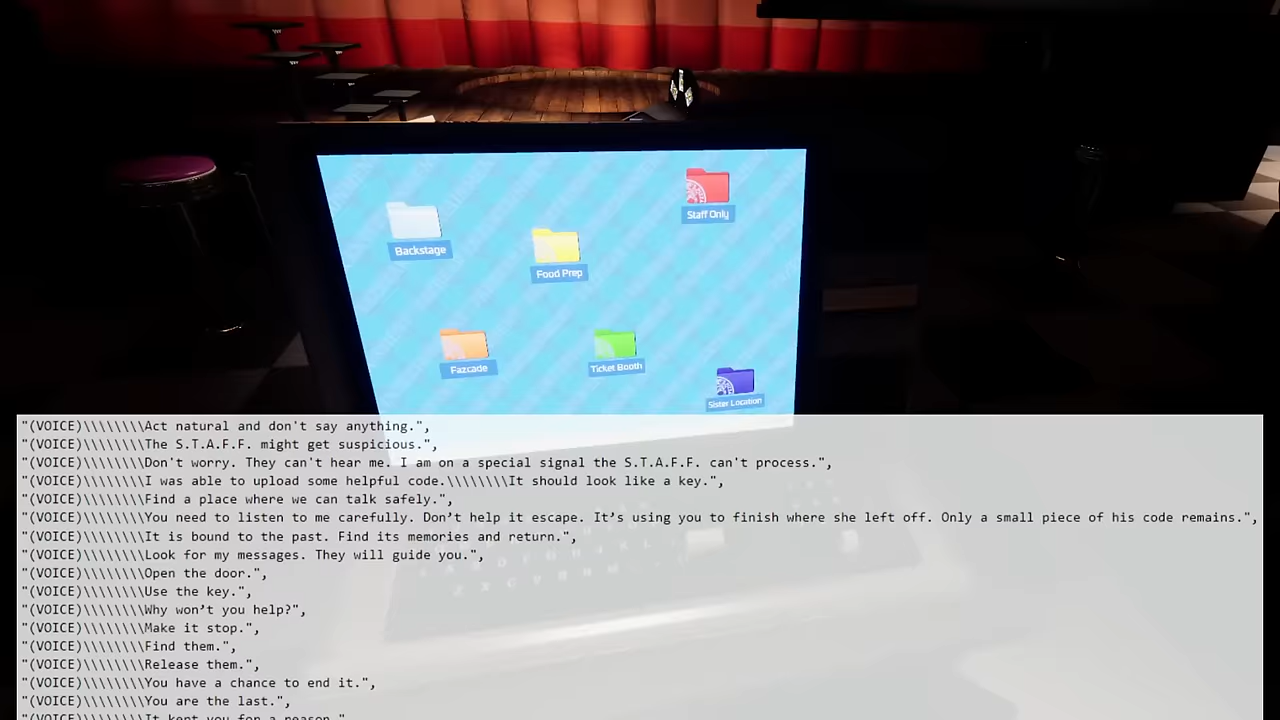 Staff Only
Backstage
Food Prep
Fazcade
Ticket Booth
Sister Location
"(VOICE)\\\\\\\\Act natural and don't say anything.",
"(VOICE)\\\\\\\\The S.T.A.F.F. might get suspicious.",
"(VOICE)\\\\\\\\Don't worry. They can't hear me. I am on a special signal the S.T.A.F.F. can't process.",
"(VOICE)\\\\\\\\I was able to upload some helpful code.\\\\\\\\It should look like a key.",
"(VOICE)\\\\\\\\Find a place where we can talk safely.",
"(VOICE)\\\\\\\\You need to listen to me carefully. Don’t help it escape. It’s using you to finish where she left off. Only a small piece of his code remains.",
"(VOICE)\\\\\\\\It is bound to the past. Find its memories and return.",
"(VOICE)\\\\\\\\Look for my messages. They will guide you.",
"(VOICE)\\\\\\\\Open the door.",
"(VOICE)\\\\\\\\Use the key.",
"(VOICE)\\\\\\\\Why won’t you help?",
"(VOICE)\\\\\\\\Make it stop.",
"(VOICE)\\\\\\\\Find them.",
"(VOICE)\\\\\\\\Release them.",
"(VOICE)\\\\\\\\You have a chance to end it.",
"(VOICE)\\\\\\\\You are the last.",
"(VOICE)\\\\\\\\It kept you for a reason."